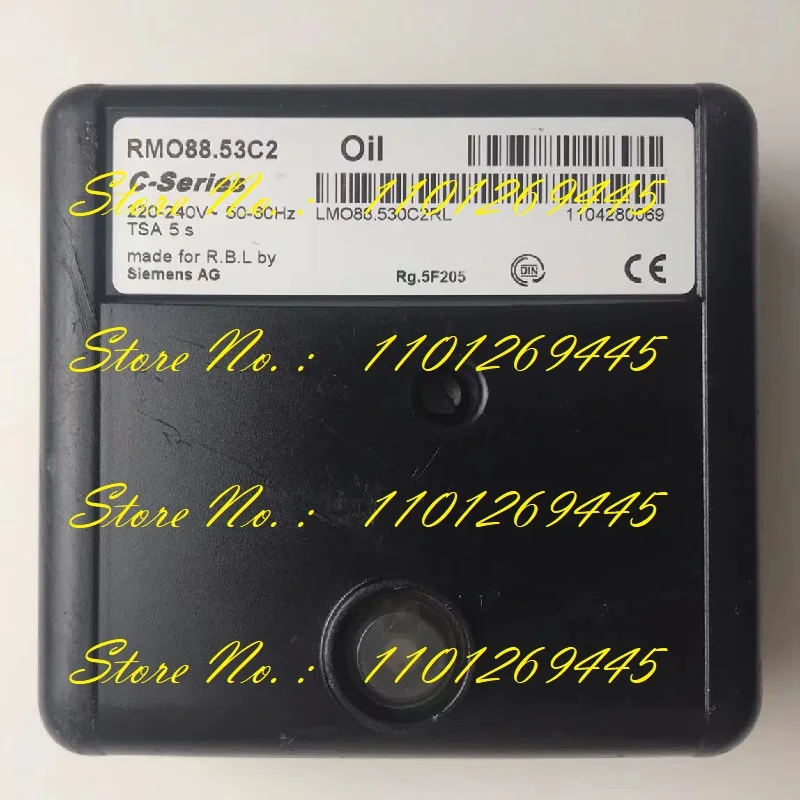 RMO88.53C2 Oil
C-Series
Store No. : 1101269445
220-240V~ 50-60Hz LMO88.530C2RL 1104280069
TSA 5 s
made for R.B.L by
Siemens AG Rg.5F205 DIN CE
Store No. : 1101269445
Store No. : 1101269445
Store No. : 1101269445